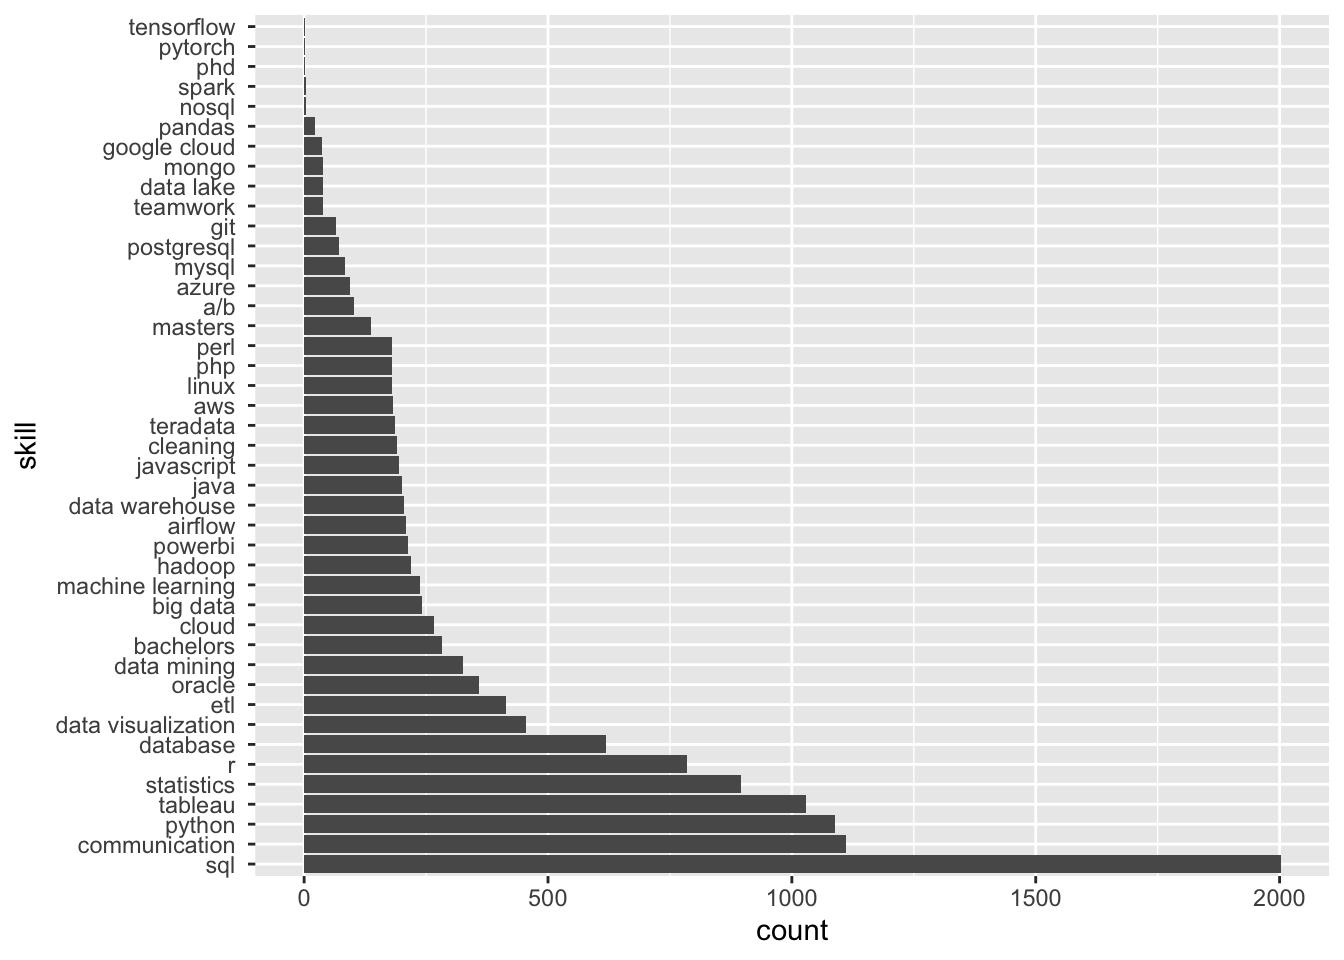 tensorflow
pytorch
phd
spark
nosql
pandas
google cloud
mongo
data lake
teamwork
git
postgresql
mysql
azure
a/b
masters
perl
php
linux
aws
teradata
cleaning
javascript
java
data warehouse
airflow
powerbi
hadoop
machine learning
big data
cloud
bachelors
data mining
oracle
etl
data visualization
database
r
statistics
tableau
python
communication
sql
skill
0 500 1000 1500 2000
count